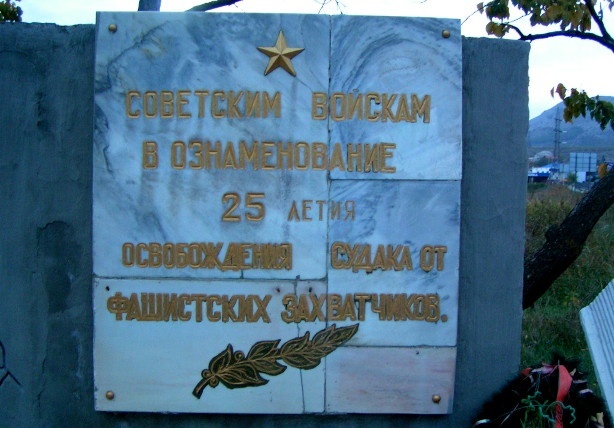 СОВЕТСКИМ ВОЙСКАМ
В ОЗНАМЕНОВАНИЕ
25 ЛЕТИЯ
ОСВОБОЖДЕНИЯ СУДАКА ОТ
ФАШИСТСКИХ ЗАХВАТЧИКОВ.